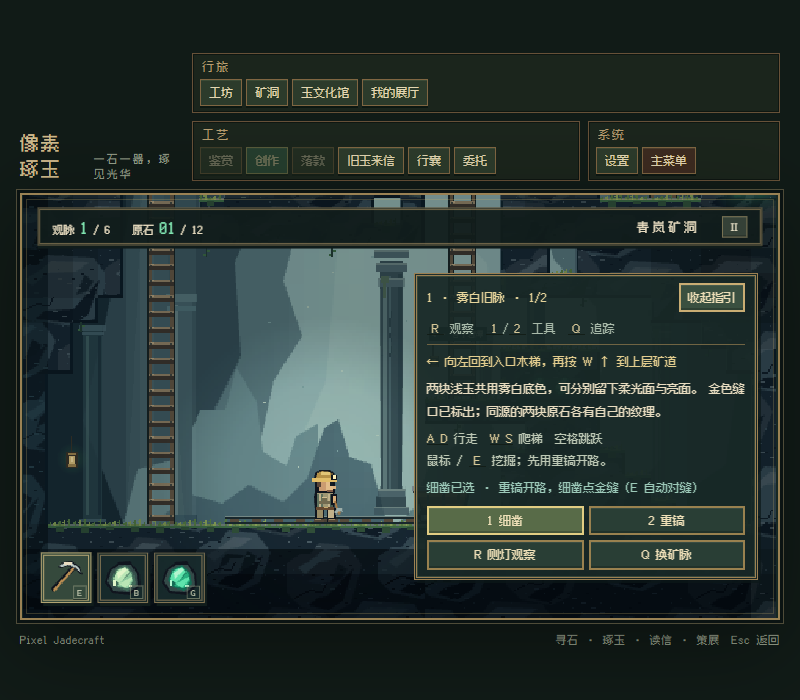 行旅
工坊 矿洞 玉文化馆 我的展厅
像素
琢玉
一石一器，琢
见光华
工艺
鉴赏 创作 落款 旧玉来信 行囊 委托
系统
设置 主菜单
观脉 1 / 6 原石 01 / 12
青岚矿洞 II
1 · 雾白旧脉 · 1/2 收起指引
R 观察 1 / 2 工具 Q 追踪
← 向左回到入口木梯，再按 W ↑ 到上层矿道
两块浅玉共用雾白底色，可分别留下柔光面与亮面。 金色缝
口已标出；同源的两块原石各有自己的纹理。
A D 行走 W S 爬梯 空格跳跃
鼠标 / E 挖掘；先用重镐开路。
细凿已选 · 重镐开路，细凿点金缝（E 自动对缝）
1 细凿 2 重镐
R 侧灯观察 Q 换矿脉
E B G
Pixel Jadecraft
寻石 · 琢玉 · 读信 · 策展 Esc 返回